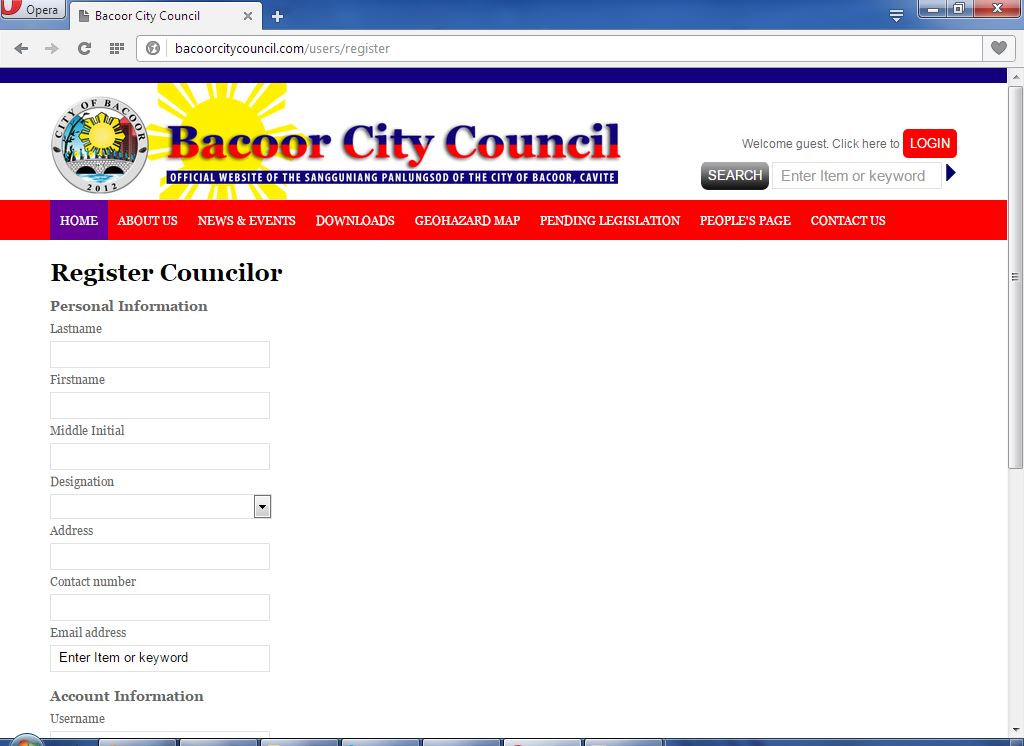 Opera
Bacoor City Council
bacoorcitycouncil.com/users/register
CITY OF BACOOR
2012
Bacoor City Council
OFFICIAL WEBSITE OF THE SANGGUNIANG PANLUNGSOD OF THE CITY OF BACOOR, CAVITE
Welcome guest. Click here to LOGIN
SEARCH Enter Item or keyword
HOME ABOUT US NEWS & EVENTS DOWNLOADS GEOHAZARD MAP PENDING LEGISLATION PEOPLE'S PAGE CONTACT US
Register Councilor
Personal Information
Lastname
Firstname
Middle Initial
Designation
Address
Contact number
Email address
Enter Item or keyword
Account Information
Username